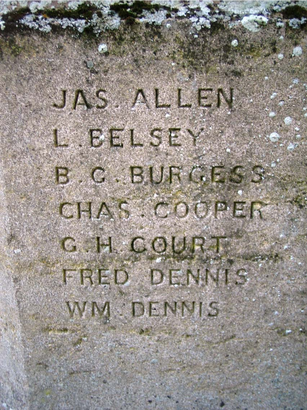 JAS. ALLEN
L. BELSEY
B. G. BURGESS
CHAS. COOPER
G. H. COURT
FRED DENNIS
WM. DENNIS